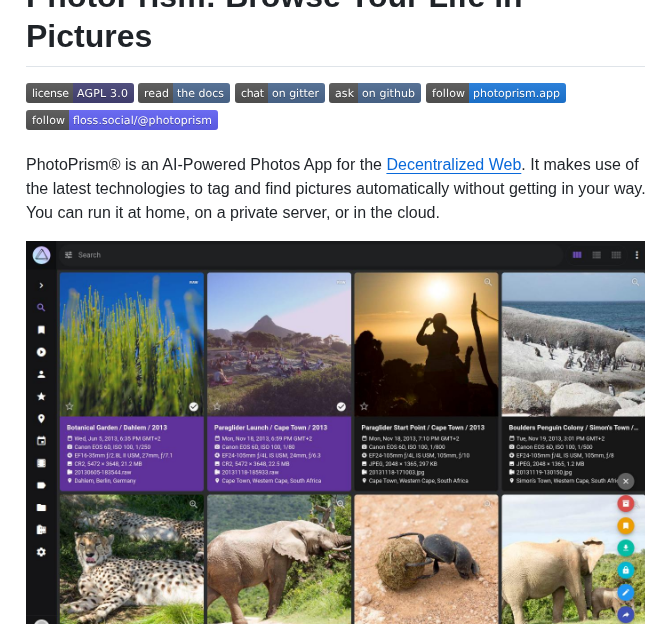 PhotoPrism: Browse Your Life in
Pictures
license AGPL 3.0 read the docs chat on gitter ask on github follow photoprism.app
follow floss.social/@photoprism
PhotoPrism® is an AI-Powered Photos App for the Decentralized Web. It makes use of
the latest technologies to tag and find pictures automatically without getting in your way.
You can run it at home, on a private server, or in the cloud.
Search
Botanical Garden / Dahlem / 2013
Wed, Jun 5, 2013, 6:35 PM GMT+2
Canon EOS 6D, ISO 100, 1/250
EF16-35mm f/2.8L II USM, 27mm, f/7.1
CR2, 5472 × 3648, 21.2 MB
20130605-183544.raw
Dahlem, Berlin, Germany
Paraglider Launch / Cape Town / 2013
Mon, Nov 18, 2013, 6:39 PM GMT+2
Canon EOS 6D, ISO 100, 1/80
EF24-105mm f/4L IS USM, 24mm, f/6.3
CR2, 5472 × 3648, 22.5 MB
20131118-185933.raw
Cape Town, Western Cape, South Africa
Paraglider Start Point / Cape Town / 2013
Mon, Nov 18, 2013, 7:10 PM GMT+2
Canon EOS 6D, ISO 100, 1/800
EF24-105mm f/4L IS USM, 105mm, f/10
JPEG, 2048 × 1365, 297 KB
20131118-171003.jpg
Cape Town, Western Cape, South Africa
Boulders Penguin Colony / Simon's Town /...
Tue, Nov 19, 2013, 3:01 PM GMT+2
Canon EOS 6D, ISO 100,
EF24-105mm f/4L IS USM, 105mm, f/8
JPEG, 2048 × 1365, 1.2 MB
20131119-130150.jpg
Simon's Town, Western Cape, South Africa